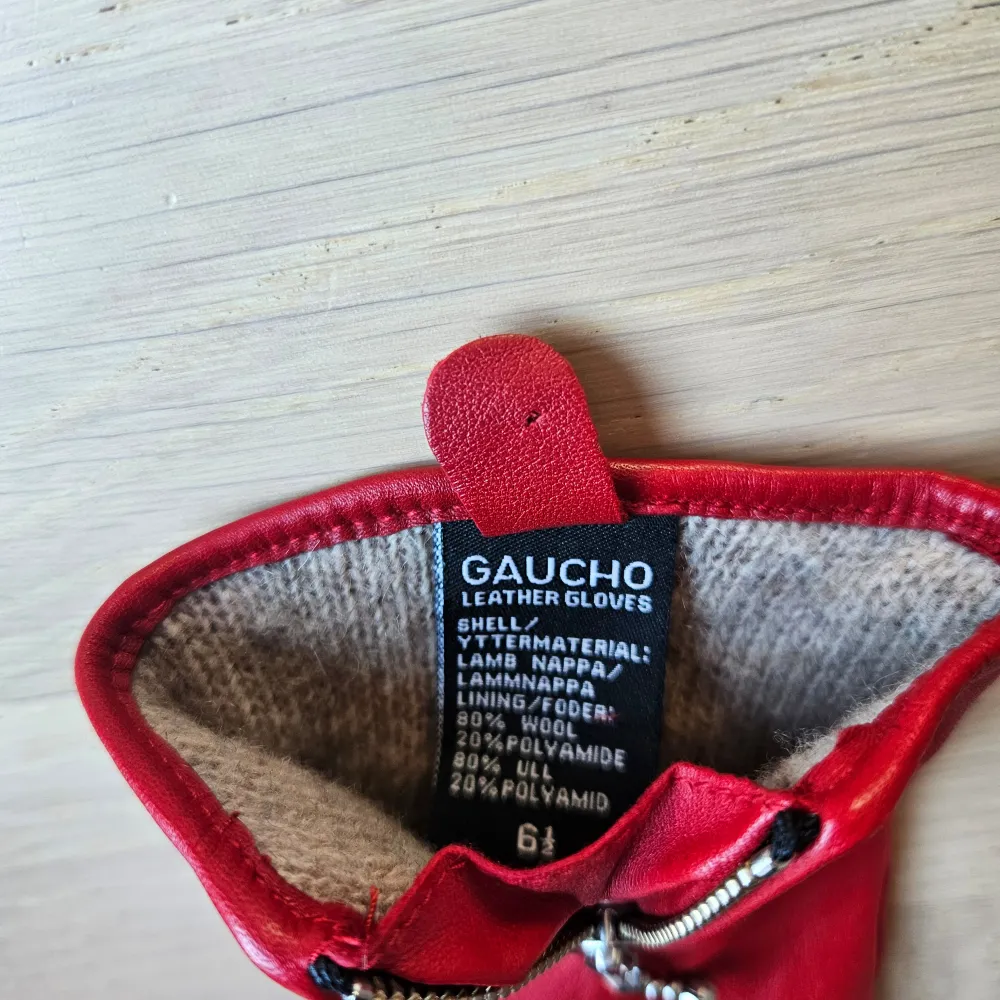 GAUCHO
LEATHER GLOVES
SHELL/
YTTERMATERIAL:
LAMB NAPPA/
LAMMNAPPA
LINING/FODER:
80% WOOL
20%POLYAMIDE
80% ULL
20%POLYAMID
6½